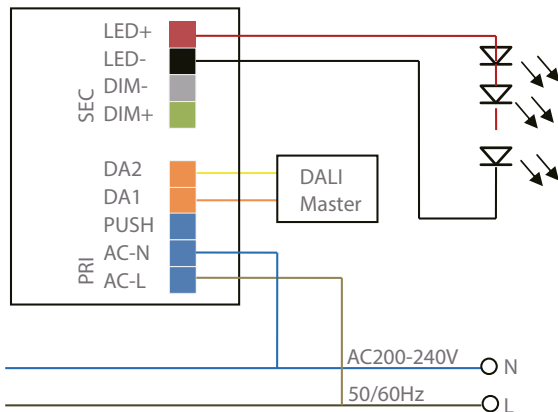 LED+
LED-
DIM-
DIM+
SEC
DA2
DA1
PUSH
AC-N
AC-L
PRI
DALI
Master
AC200-240V
N
50/60Hz
L